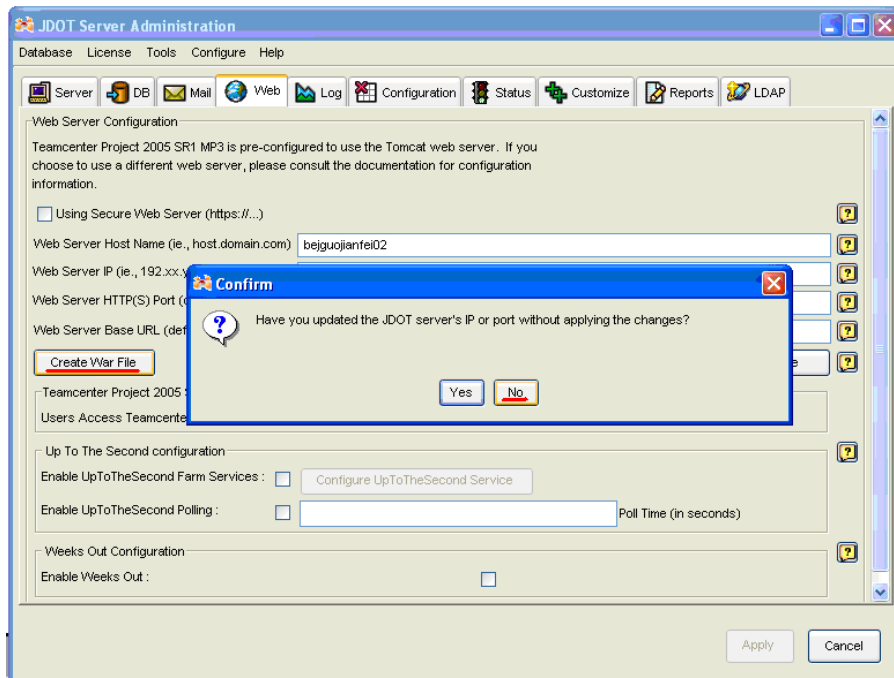 JDOT Server Administration
Database License Tools Configure Help
Server DB Mail Web Log Configuration Status Customize Reports LDAP
Web Server Configuration
Teamcenter Project 2005 SR1 MP3 is pre-configured to use the Tomcat web server. If you
choose to use a different web server, please consult the documentation for configuration
information.
Using Secure Web Server (https://...)
Web Server Host Name (ie., host.domain.com) bejguojianfei02
Web Server IP (ie., 192.xx.y
Web Server HTTP(S) Port (
Web Server Base URL (def
Confirm
Have you updated the JDOT server's IP or port without applying the changes?
Yes No
Create War File
Teamcenter Project 2005
Users Access Teamcente
Up To The Second configuration
Enable UpToTheSecond Farm Services : Configure UpToTheSecond Service
Enable UpToTheSecond Polling : Poll Time (in seconds)
Weeks Out Configuration
Enable Weeks Out :
Apply Cancel